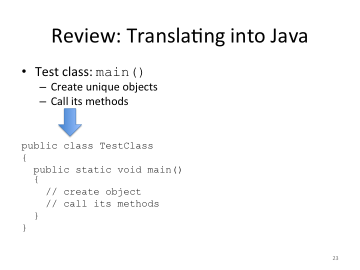 Review: Translating into Java
• Test class: main()
– Create unique objects
– Call its methods
public class TestClass
{
public static void main()
{
// create object
// call its methods
}
}
23